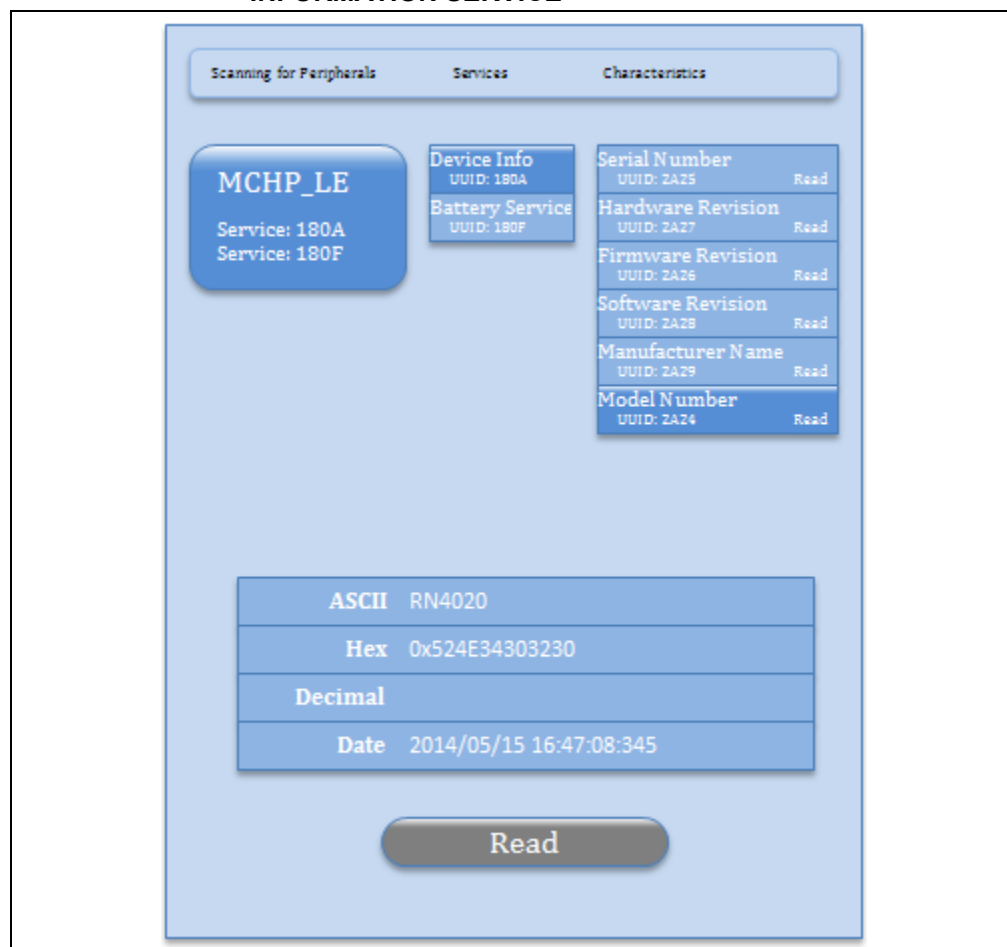 INFORMATION SERVICE
Scanning for Peripherals Services Characteristics
MCHP_LE
Service: 180A
Service: 180F
Device Info
UUID: 180A
Battery Service
UUID: 180F
Serial Number
UUID: 2A25 Read
Hardware Revision
UUID: 2A27 Read
Firmware Revision
UUID: 2A26 Read
Software Revision
UUID: 2A28 Read
Manufacturer Name
UUID: 2A29 Read
Model Number
UUID: 2A24 Read
ASCII RN4020
Hex 0x524E34303230
Decimal
Date 2014/05/15 16:47:08:345
Read